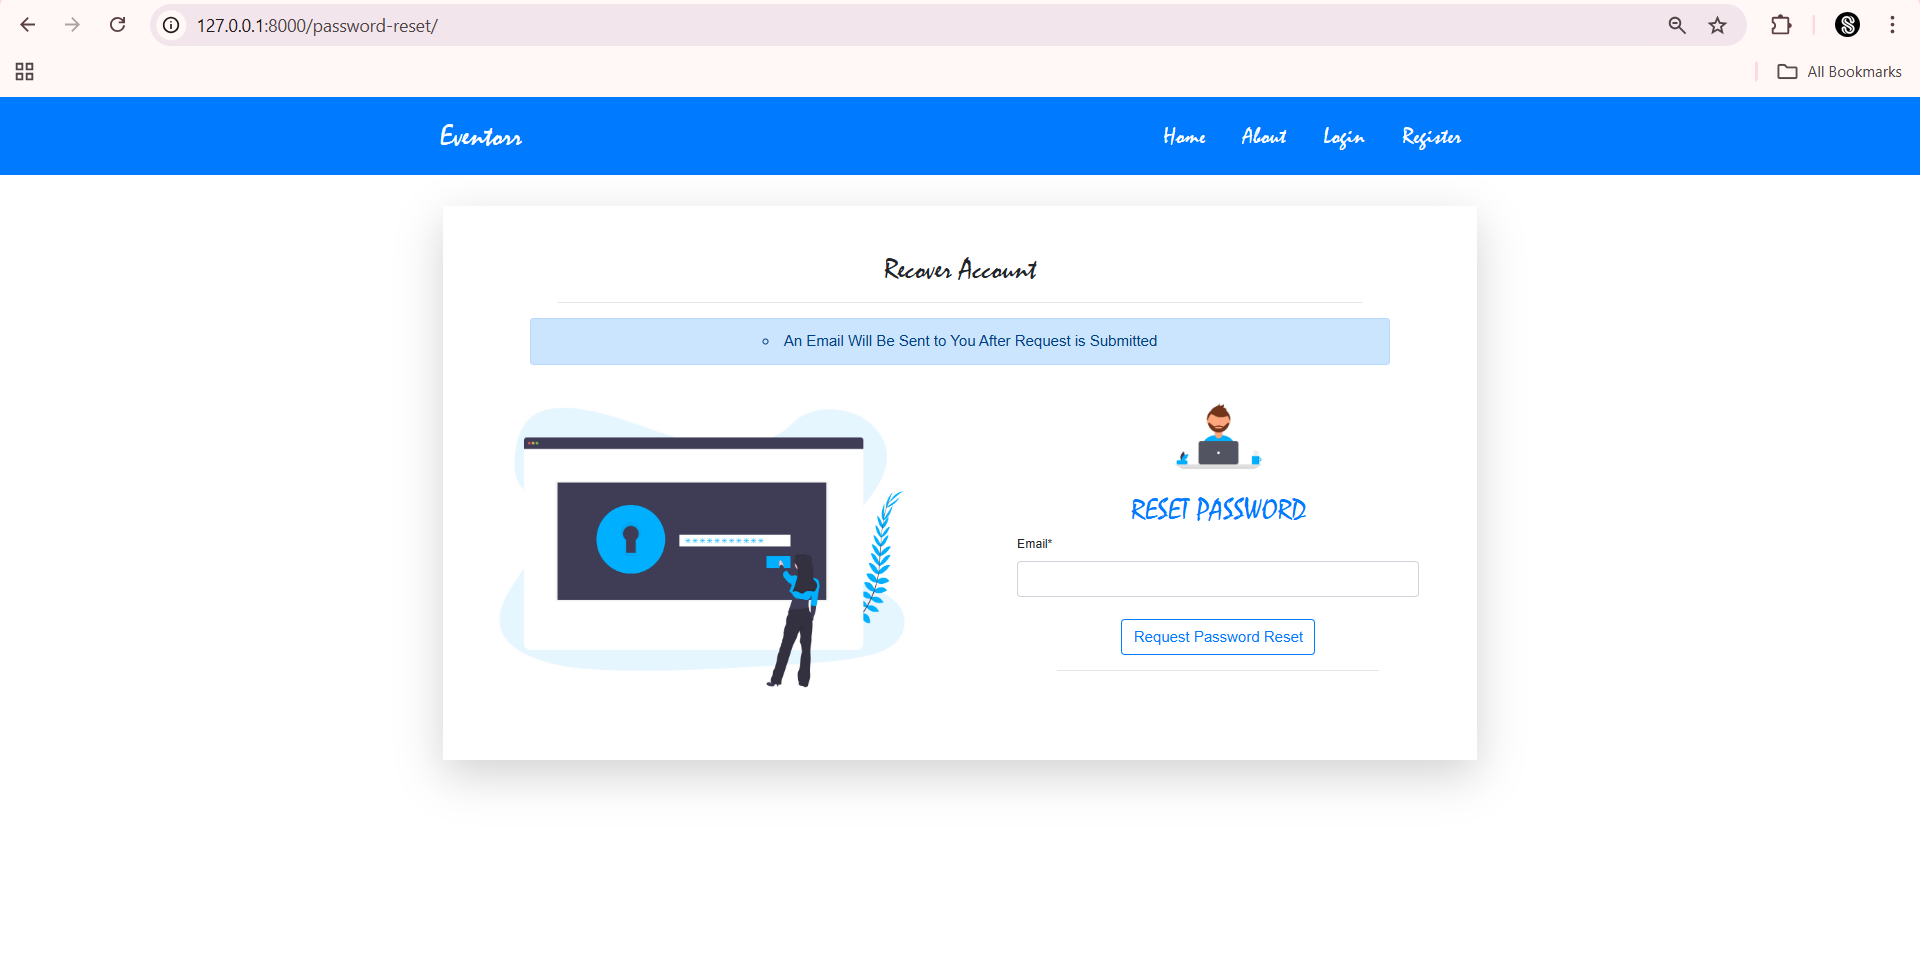 127.0.0.1:8000/password-reset/
All Bookmarks
Eventorr
Home About Login Register
Recover Account
An Email Will Be Sent to You After Request is Submitted
***********
RESET PASSWORD
Email*
Request Password Reset